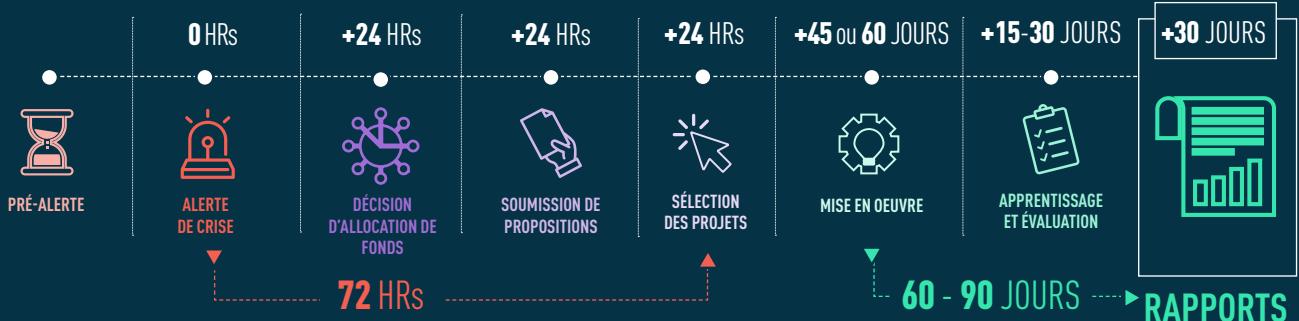 0 HRs
+24 HRs
+24 HRs
+24 HRs
+45 ou 60 JOURS
+15-30 JOURS
+30 JOURS
PRÉ-ALERTE
ALERTE
DE CRISE
DÉCISION
D'ALLOCATION DE
FONDS
SOUMISSION DE
PROPOSITIONS
SÉLECTION
DES PROJETS
MISE EN OEUVRE
APPRENTISSAGE
ET ÉVALUATION
72 HRs
60 - 90 JOURS
RAPPORTS